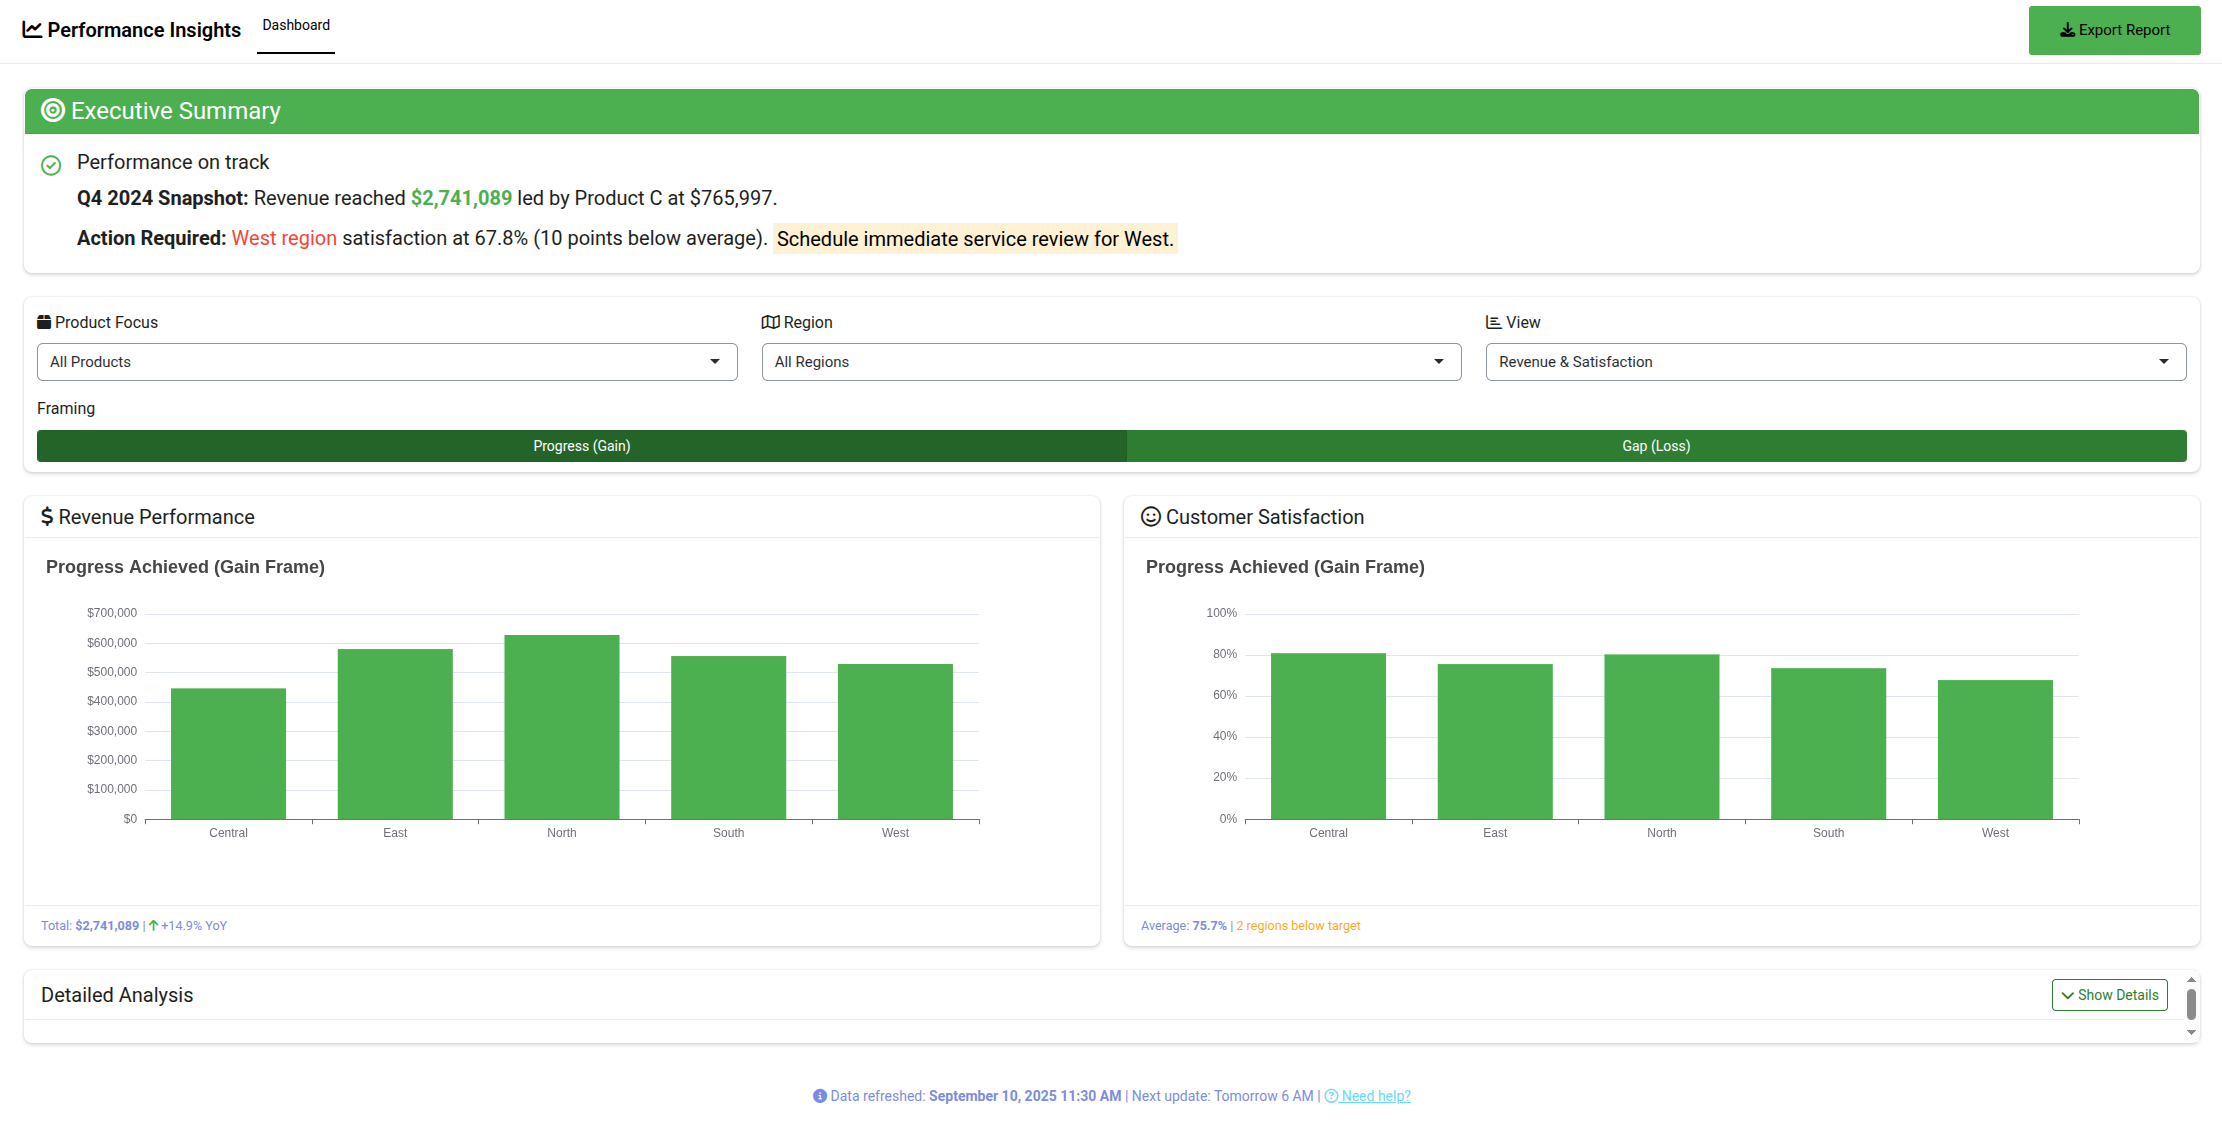 Performance Insights
Dashboard
Export Report
Executive Summary
Performance on track
Q4 2024 Snapshot: Revenue reached $2,741,089 led by Product C at $765,997.
Action Required: West region satisfaction at 67.8% (10 points below average). Schedule immediate service review for West.
Product Focus
Region
View
All Products
All Regions
Revenue & Satisfaction
Framing
Progress (Gain)
Gap (Loss)
Revenue Performance
Progress Achieved (Gain Frame)
$700,000
$600,000
$500,000
$400,000
$300,000
$200,000
$100,000
$0
Central East North South West
Total: $2,741,089 | +14.9% YoY
Customer Satisfaction
Progress Achieved (Gain Frame)
100%
80%
60%
40%
20%
0%
Central East North South West
Average: 75.7% | 2 regions below target
Detailed Analysis
Show Details
Data refreshed: September 10, 2025 11:30 AM | Next update: Tomorrow 6 AM | Need help?